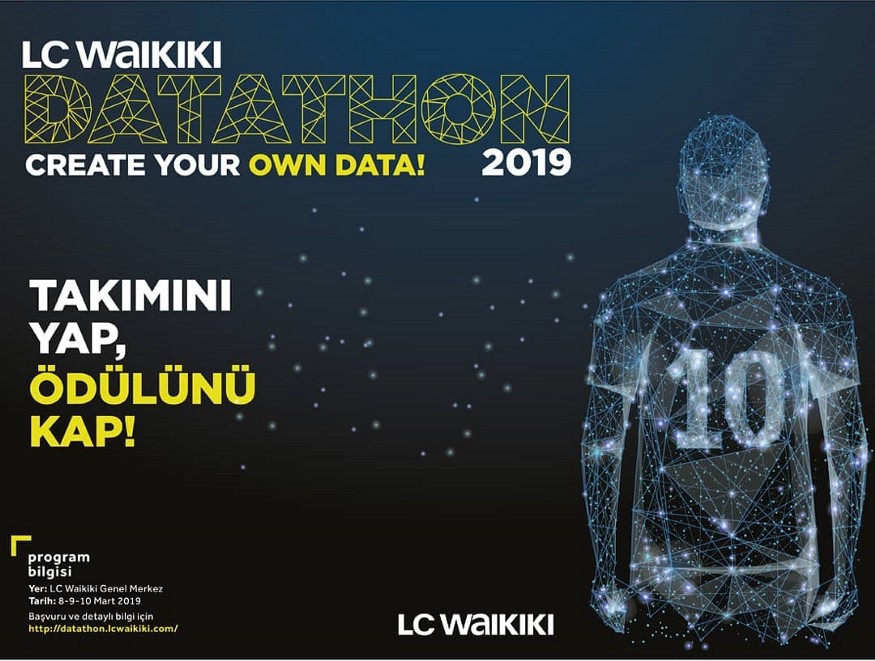 LC WAIKIKI
DATATHON
CREATE YOUR OWN DATA! 2019
TAKIMINI
YAP,
ÖDÜLÜNÜ
KAP!
10
program
bilgisi
Yer: LC Waikiki Genel Merkez
Tarih: 8-9-10 Mart 2019
Başvuru ve detaylı bilgi için
http://datathon.lcwaikiki.com/
LC WAIKIKI